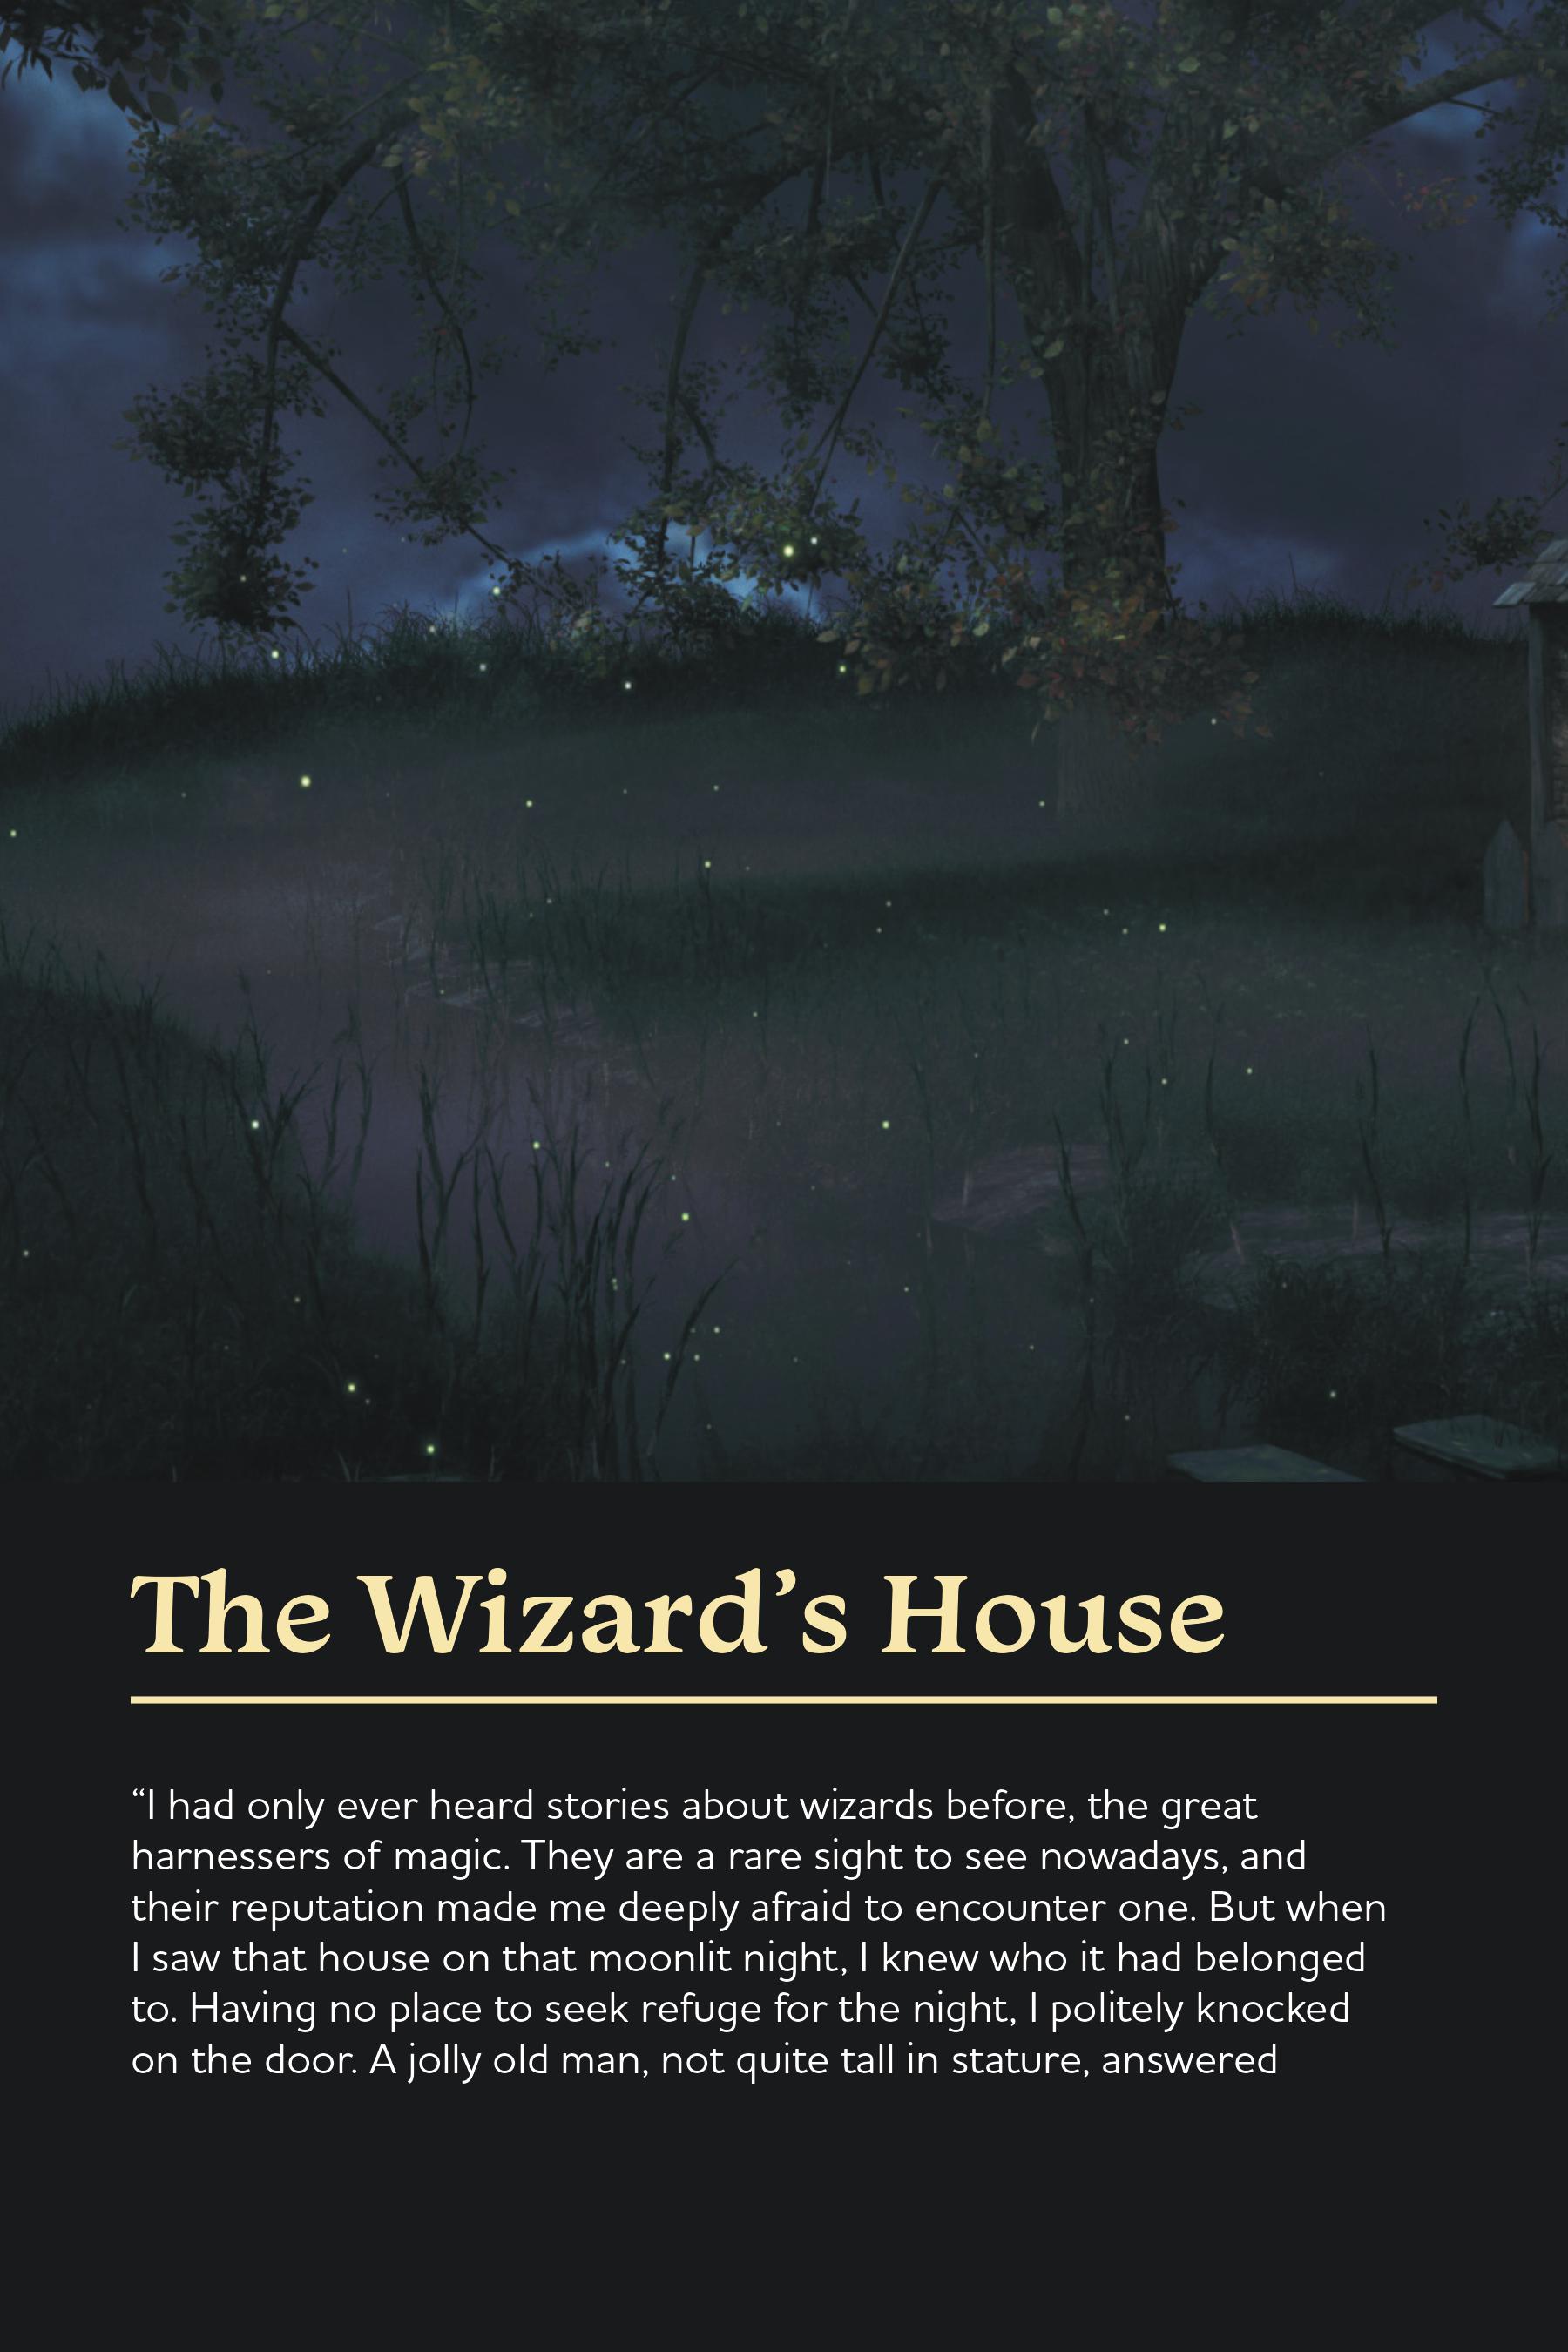 The Wizard’s House
“I had only ever heard stories about wizards before, the great
harnessers of magic. They are a rare sight to see nowadays, and
their reputation made me deeply afraid to encounter one. But when
I saw that house on that moonlit night, I knew who it had belonged
to. Having no place to seek refuge for the night, I politely knocked
on the door. A jolly old man, not quite tall in stature, answered